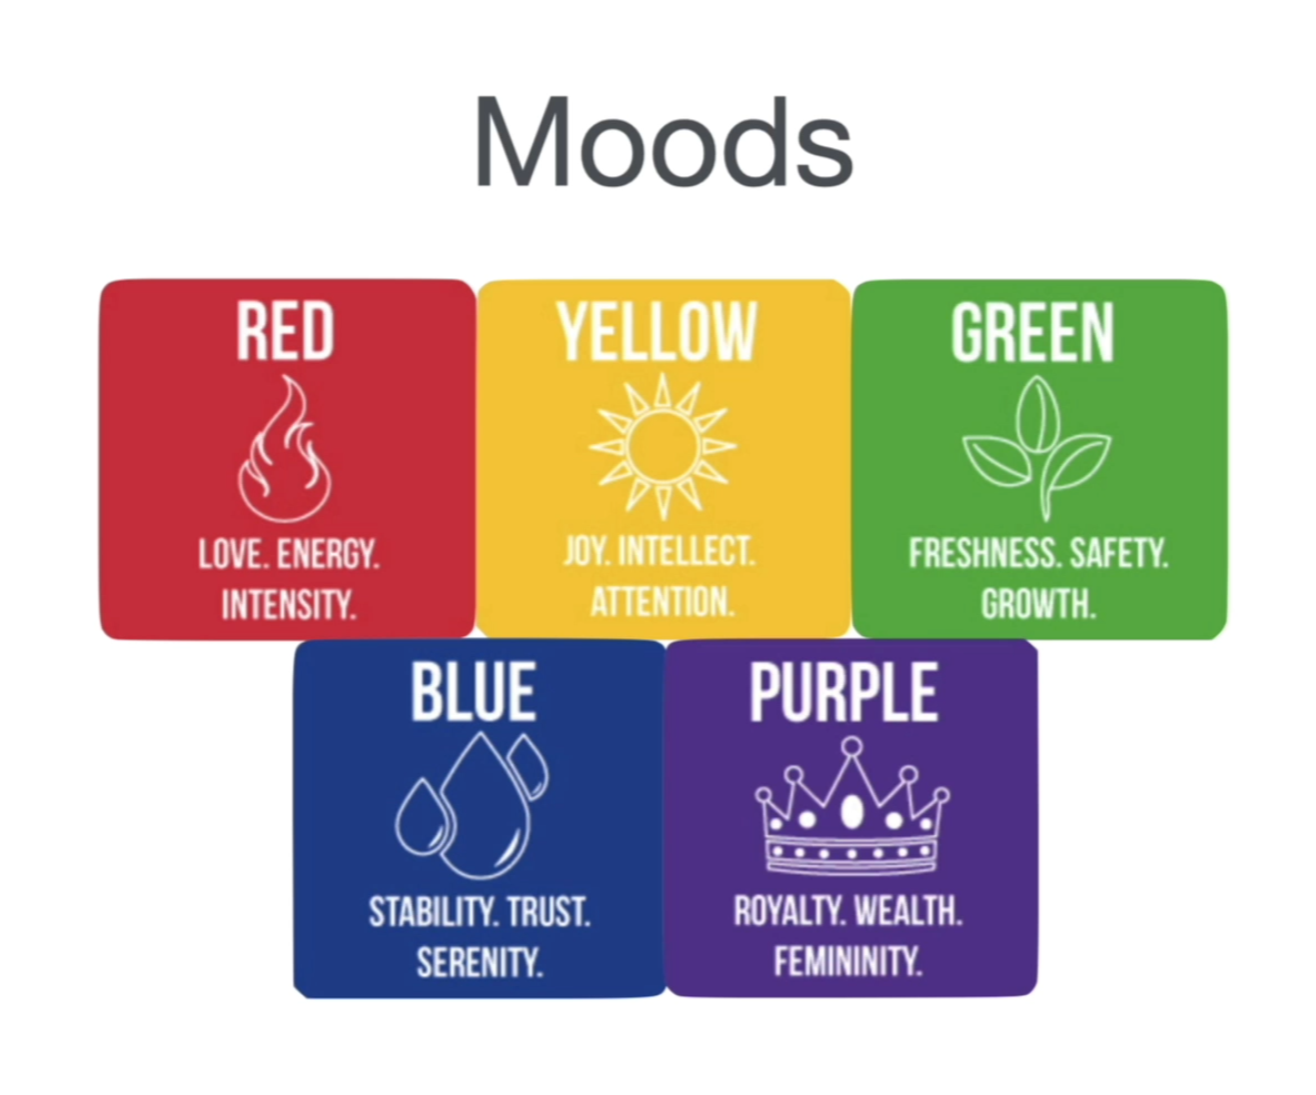 Moods
RED
LOVE. ENERGY.
INTENSITY.
YELLOW
JOY. INTELLECT.
ATTENTION.
GREEN
FRESHNESS. SAFETY.
GROWTH.
BLUE
STABILITY. TRUST.
SERENITY.
PURPLE
ROYALTY. WEALTH.
FEMININITY.